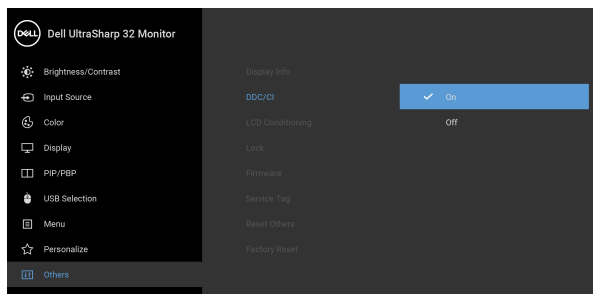 DELL Dell UltraSharp 32 Monitor
Brightness/Contrast
Input Source
Color
Display
PIP/PBP
USB Selection
Menu
Personalize
Others
Display Info
DDC/CI
LCD Conditioning
Lock
Firmware
Service Tag
Reset Others
Factory Reset
On
Off